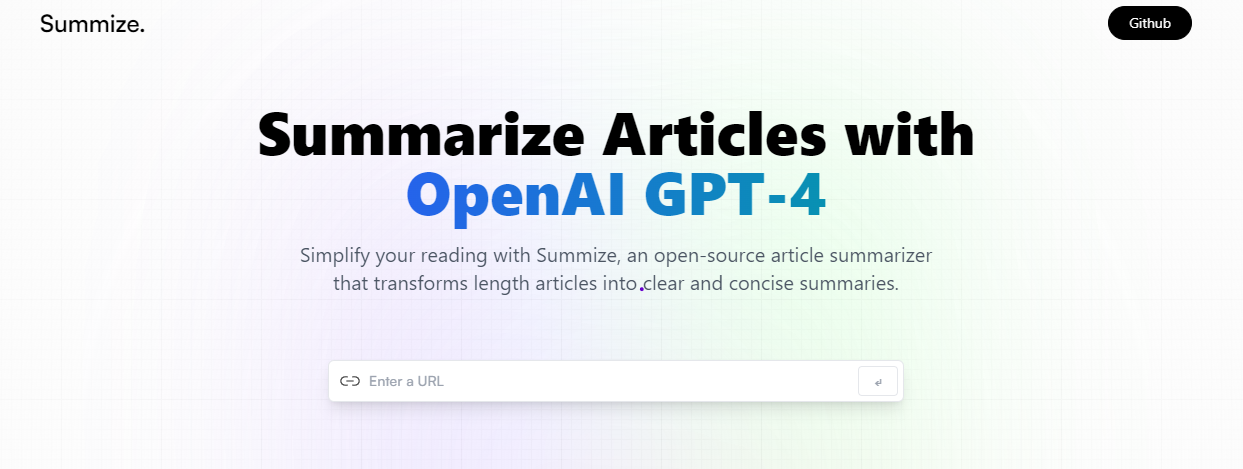 Summize.
Github
Summarize Articles with
OpenAI GPT-4
Simplify your reading with Summize, an open-source article summarizer
that transforms length articles into clear and concise summaries.
Enter a URL
↵